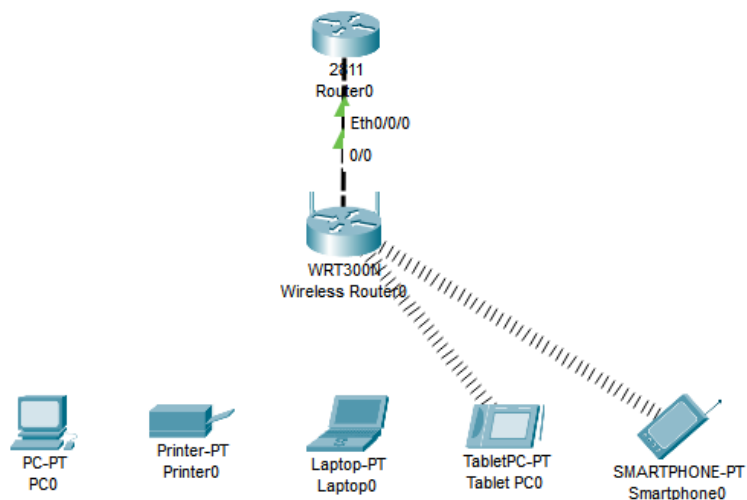 2811
Router0
Eth0/0/0
0/0
WRT300N
Wireless Router0
PC-PT
PC0
Printer-PT
Printer0
Laptop-PT
Laptop0
TabletPC-PT
Tablet PC0
SMARTPHONE-PT
Smartphone0